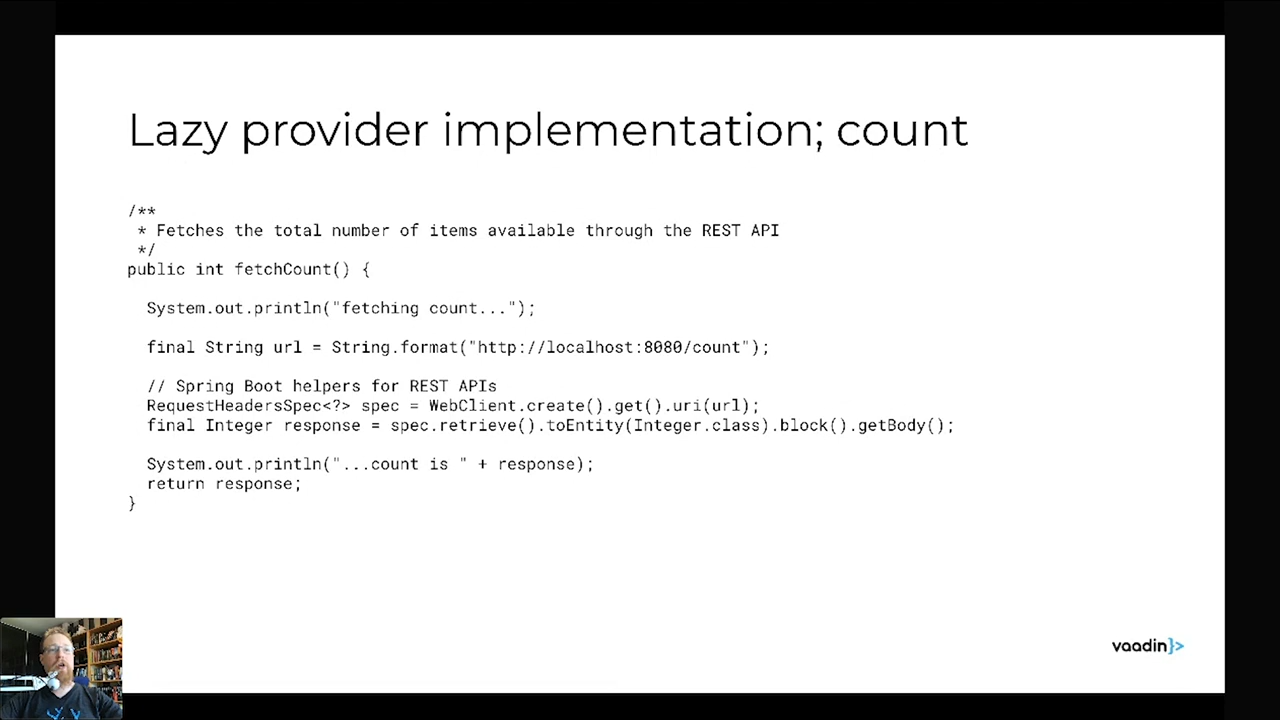 Lazy provider implementation; count
/**
* Fetches the total number of items available through the REST API
*/
public int fetchCount() {
System.out.println("fetching count...");
final String url = String.format("http://localhost:8080/count");
// Spring Boot helpers for REST APIs
RequestHeadersSpec<?> spec = WebClient.create().get().uri(url);
final Integer response = spec.retrieve().toEntity(Integer.class).block().getBody();
System.out.println("...count is " + response);
return response;
}
vaadin}>